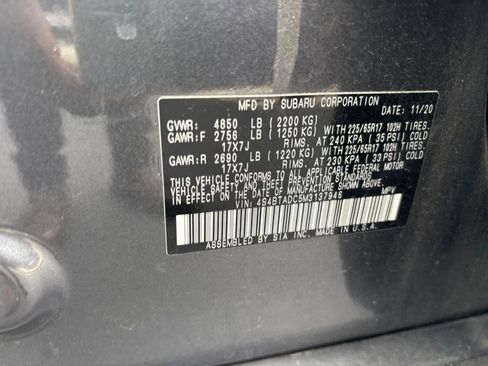 MFD BY SUBARU CORPORATION DATE: 11/20
GVWR: 4850 LB (2200 KG)
GAWR:F 2756 LB (1250 KG) WITH 225/65R17 102H TIRES,
17X7J RIMS, AT 240 KPA ( 35 PSI) COLD
GAWR:R 2690 LB (1220 KG) WITH 225/65R17 102H TIRES,
17X7J RIMS, AT 230 KPA ( 33 PSI) COLD
THIS VEHICLE CONFORMS TO ALL APPLICABLE FEDERAL MOTOR
VEHICLE SAFETY AND BUMPER STANDARDS
IN EFFECT ON THE DATE OF MANUFACTURE SHOWN ABOVE.
VIN: 4S4BTADC5M3137946 MPV
ASSEMBLED BY SIA INC. MADE IN U.S.A.